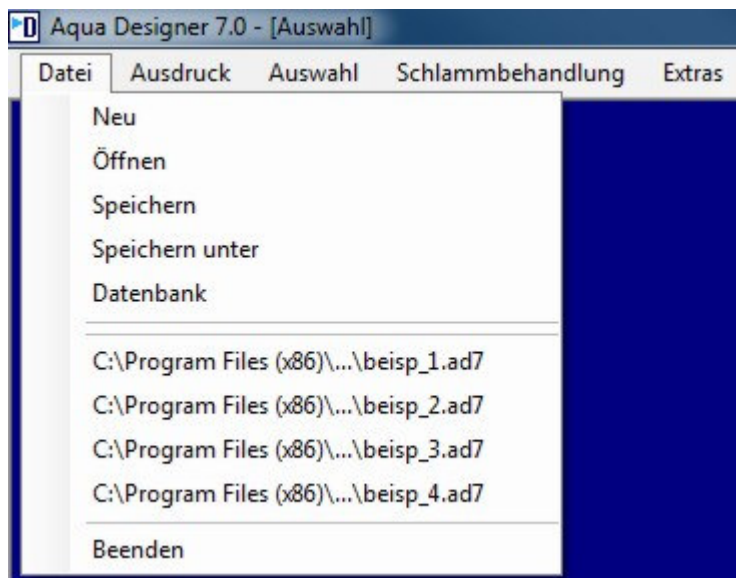 Aqua Designer 7.0 - [Auswahl]
Datei Ausdruck Auswahl Schlammbehandlung Extras
Neu
Öffnen
Speichern
Speichern unter
Datenbank
C:\Program Files (x86)\...\beisp_1.ad7
C:\Program Files (x86)\...\beisp_2.ad7
C:\Program Files (x86)\...\beisp_3.ad7
C:\Program Files (x86)\...\beisp_4.ad7
Beenden